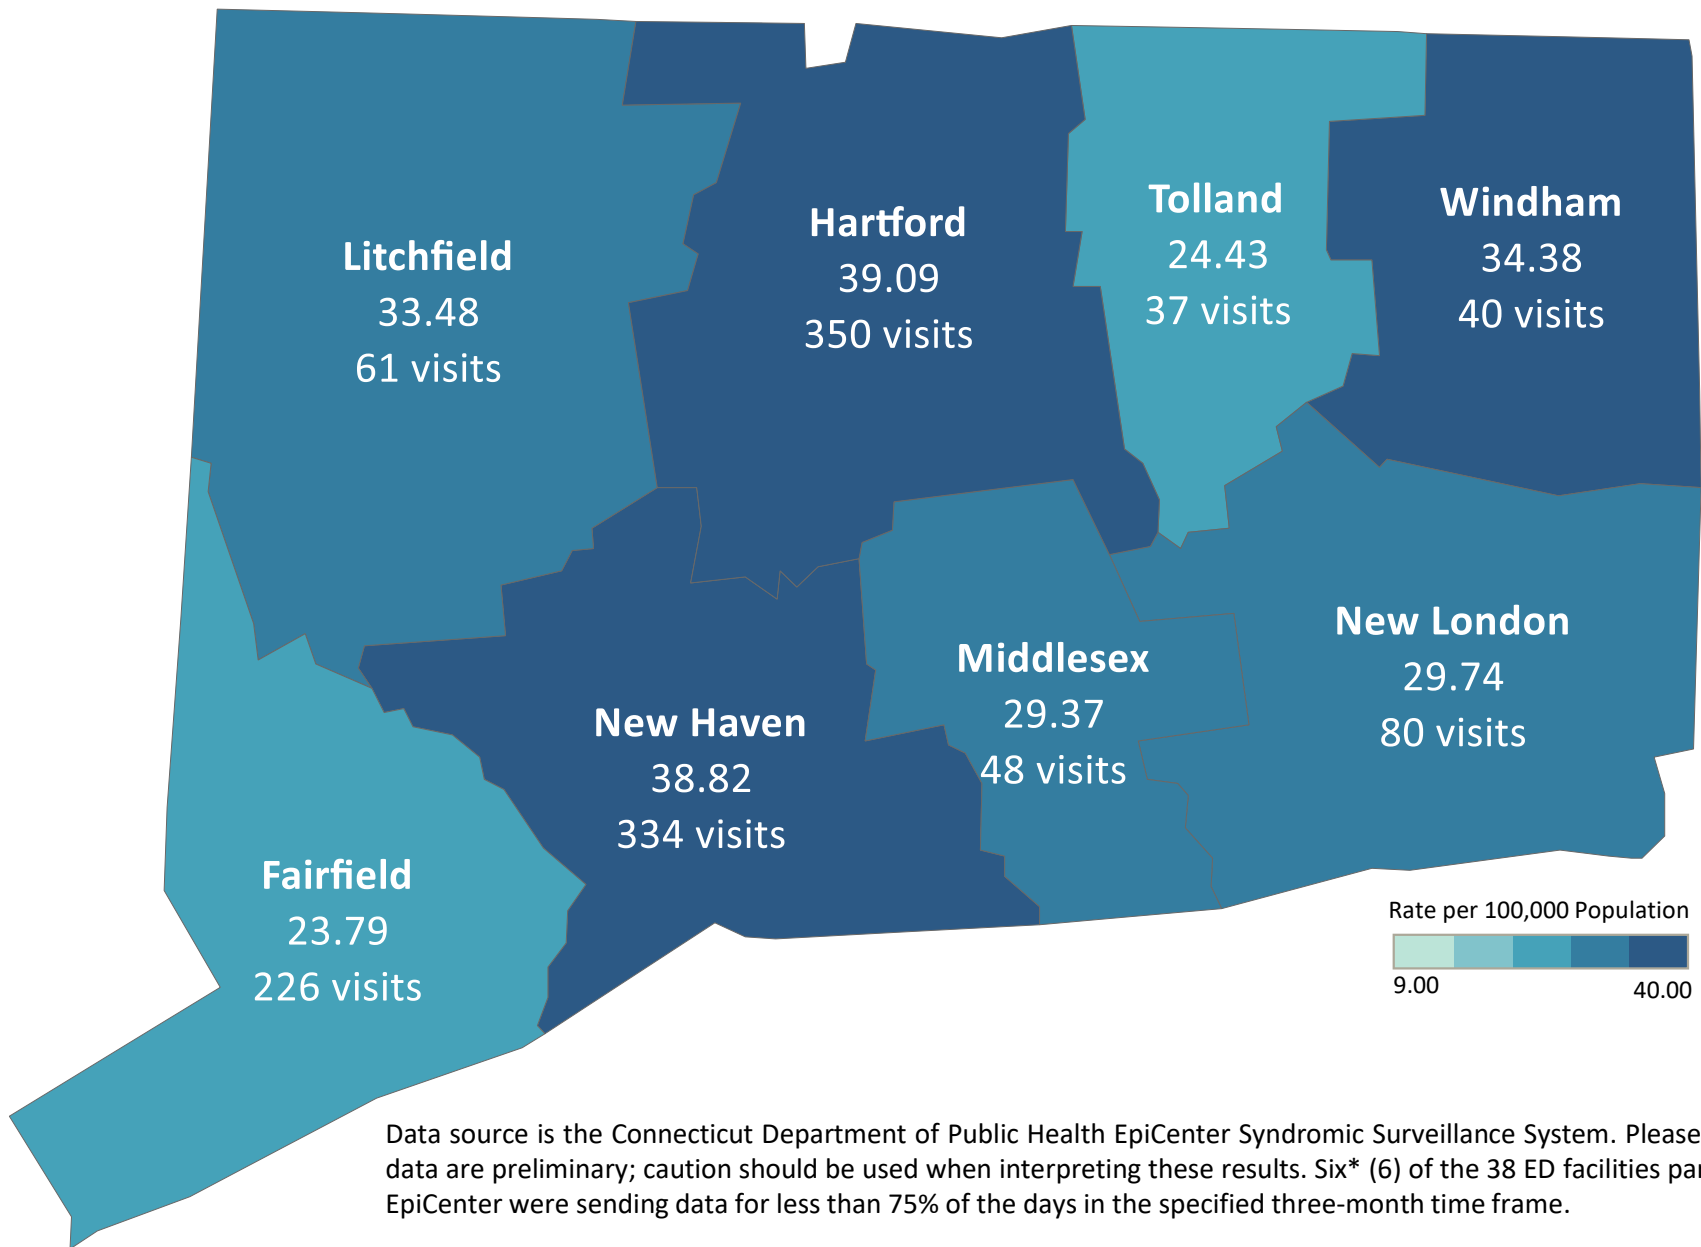 Litchfield
33.48
61 visits
Hartford
39.09
350 visits
Tolland
24.43
37 visits
Windham
34.38
40 visits
New Haven
38.82
334 visits
Middlesex
29.37
48 visits
New London
29.74
80 visits
Fairfield
23.79
226 visits
Rate per 100,000 Population
9.00
40.00
Data source is the Connecticut Department of Public Health EpiCenter Syndromic Surveillance System. Please
data are preliminary; caution should be used when interpreting these results. Six* (6) of the 38 ED facilities
EpiCenter were sending data for less than 75% of the days in the specified three-month time frame.